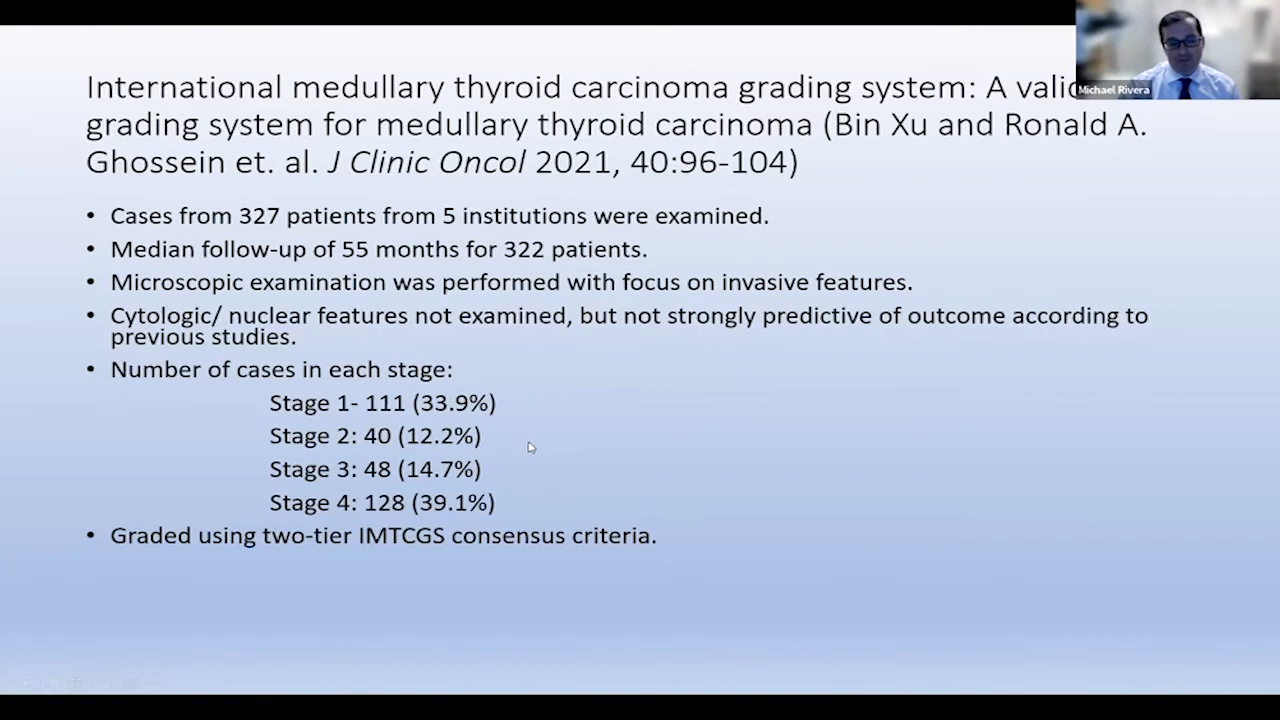 International medullary thyroid carcinoma grading system: A valid
grading system for medullary thyroid carcinoma (Bin Xu and Ronald A.
Ghossein et. al. J Clinic Oncol 2021, 40:96-104)
Michael Rivera
• Cases from 327 patients from 5 institutions were examined.
• Median follow-up of 55 months for 322 patients.
• Microscopic examination was performed with focus on invasive features.
• Cytologic/ nuclear features not examined, but not strongly predictive of outcome according to
previous studies.
• Number of cases in each stage:
Stage 1- 111 (33.9%)
Stage 2: 40 (12.2%)
Stage 3: 48 (14.7%)
Stage 4: 128 (39.1%)
• Graded using two-tier IMTCGS consensus criteria.